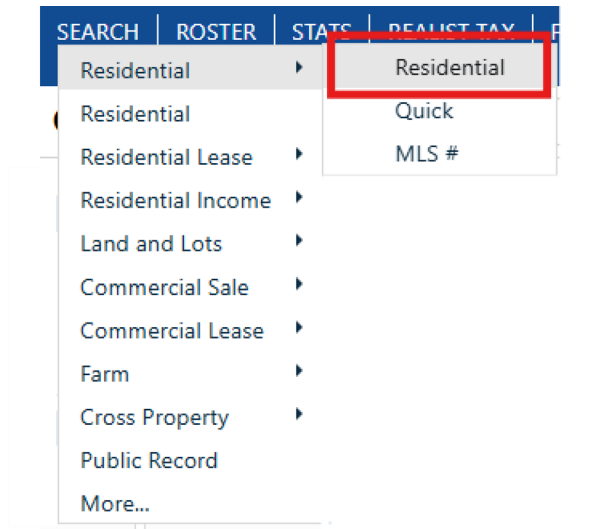 SEARCH ROSTER STATS REALIST TAX
Residential
Residential
Residential Lease
Residential Income
Land and Lots
Commercial Sale
Commercial Lease
Farm
Cross Property
Public Record
More...
Residential
Quick
MLS #